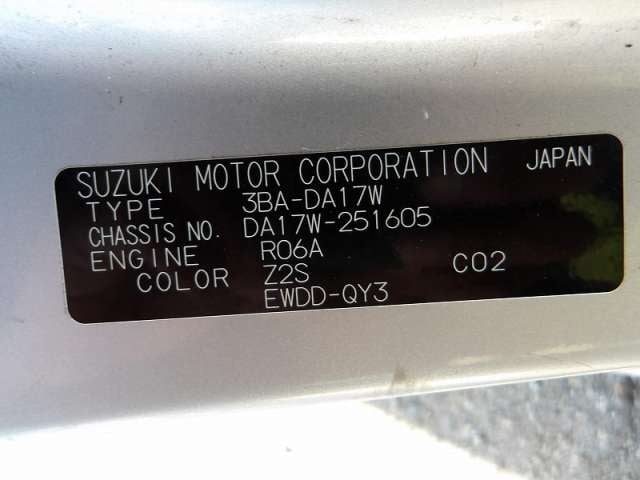 SUZUKI MOTOR CORPORATION JAPAN
TYPE 3BA-DA17W
CHASSIS NO. DA17W-251605
ENGINE R06A
COLOR Z2S C02
EWDD-QY3